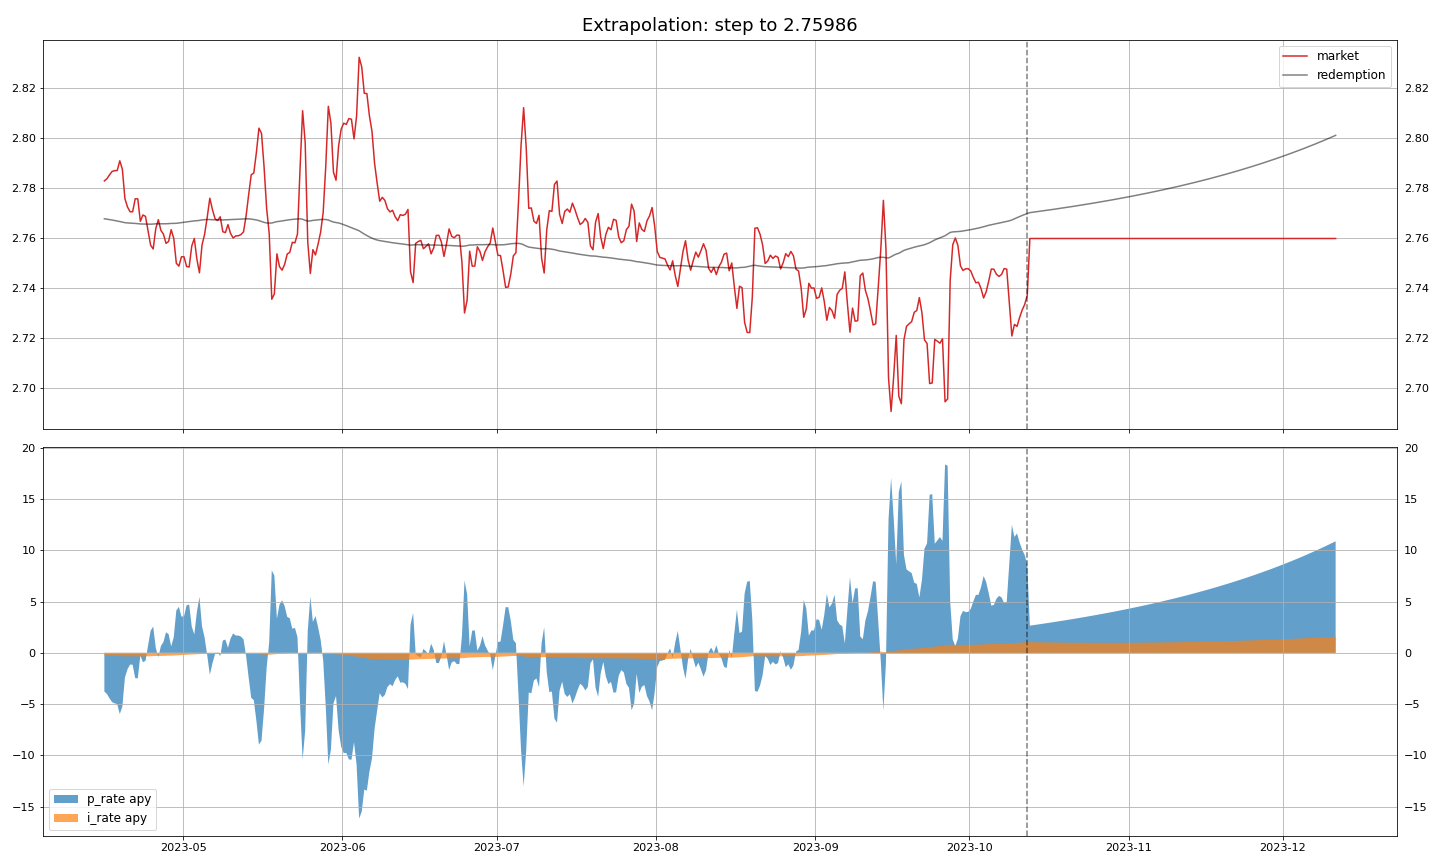 Extrapolation: step to 2.75986
market
redemption
2.82 2.82
2.80 2.80
2.78 2.78
2.76 2.76
2.74 2.74
2.72 2.72
2.70 2.70
20 20
15 15
10 10
5 5
0 0
−5 −5
−10 −10
−15 −15
p_rate apy
i_rate apy
2023-05 2023-06 2023-07 2023-08 2023-09 2023-10 2023-11 2023-12